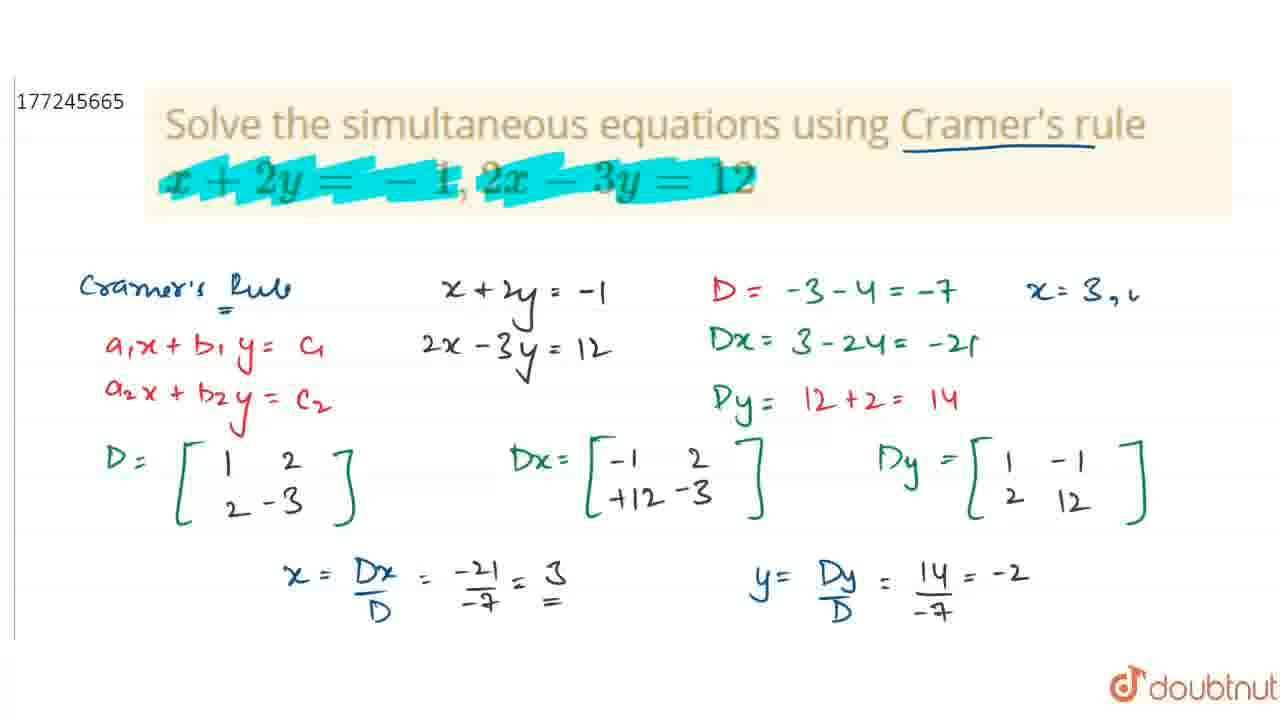 177245665
Solve the simultaneous equations using Cramer's rule
x + 2y = - 1, 2x - 3y = 12
Cramer's Rule
a₁x + b₁y = c₁
a₂x + b₂y = c₂
x + 2y = -1
2x - 3y = 12
D = -3 - 4 = -7
Dx = 3 - 24 = -21
Dy = 12 + 2 = 14
x = 3,
D = [ 1 2
2 -3 ]
Dx = [ -1 2
+12 -3 ]
Dy = [ 1 -1
2 12 ]
x = Dx/D = -21/-7 = 3
y = Dy/D = 14/-7 = -2
doubtnut